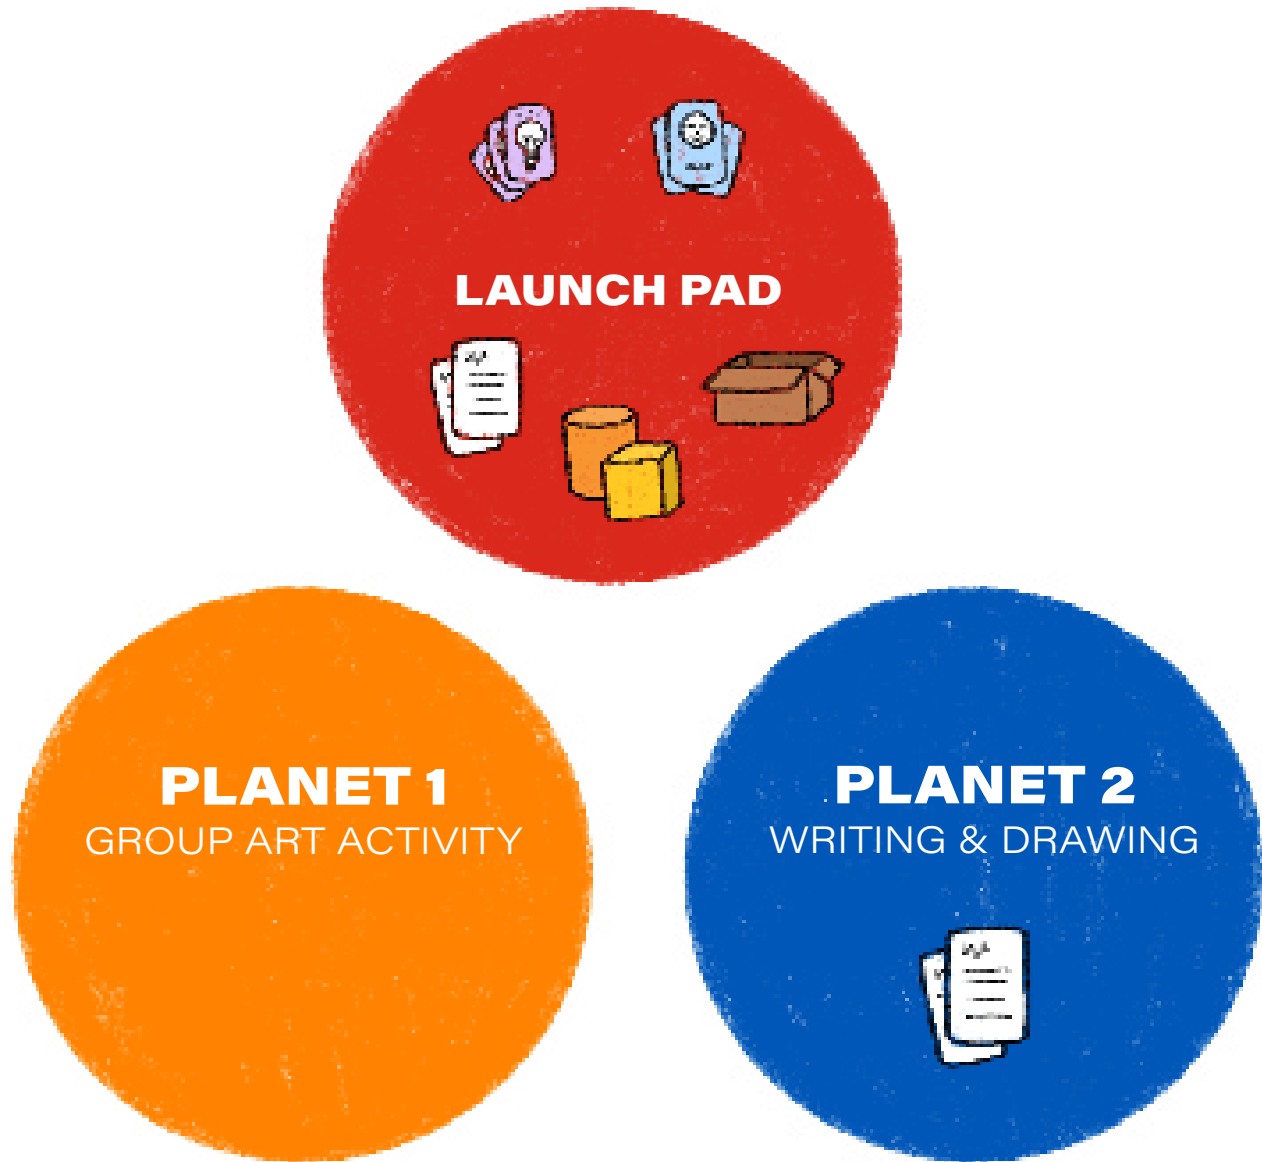 LAUNCH PAD
PLANET 1
GROUP ART ACTIVITY
PLANET 2
WRITING & DRAWING